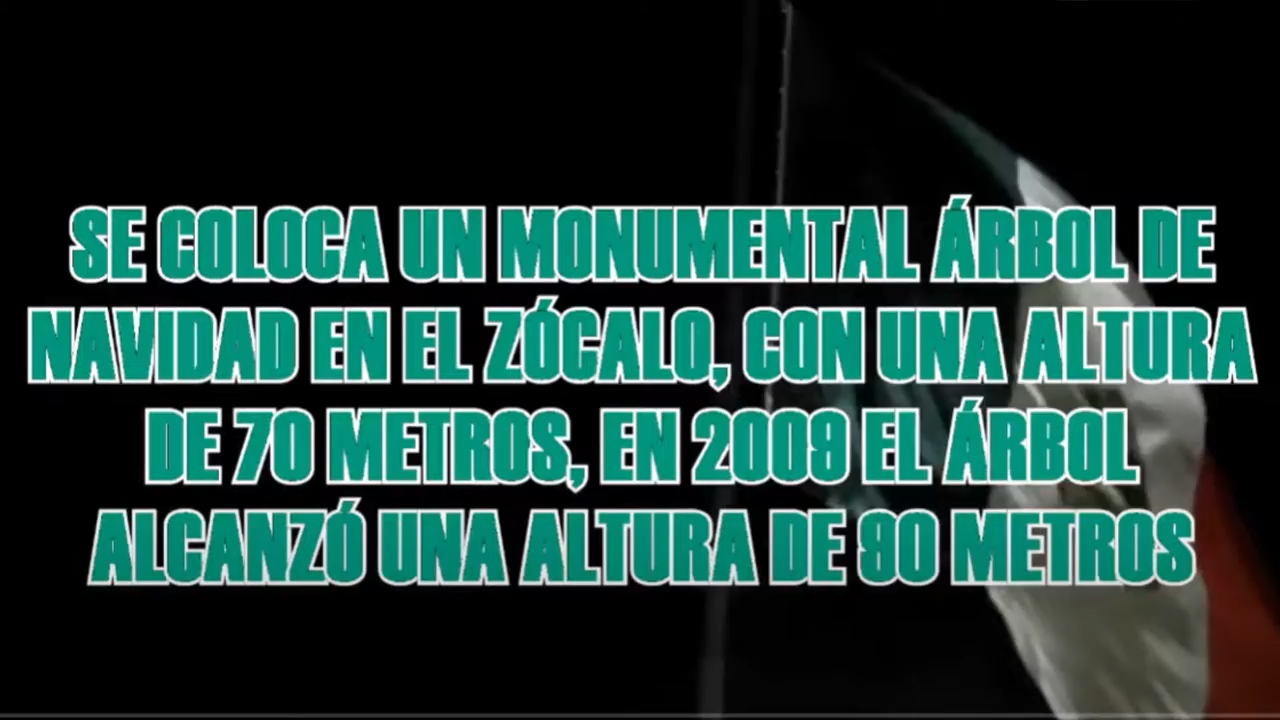 SE COLOCA UN MONUMENTAL ÁRBOL DE
NAVIDAD EN EL ZÓCALO, CON UNA ALTURA
DE 70 METROS, EN 2009 EL ÁRBOL
ALCANZÓ UNA ALTURA DE 90 METROS